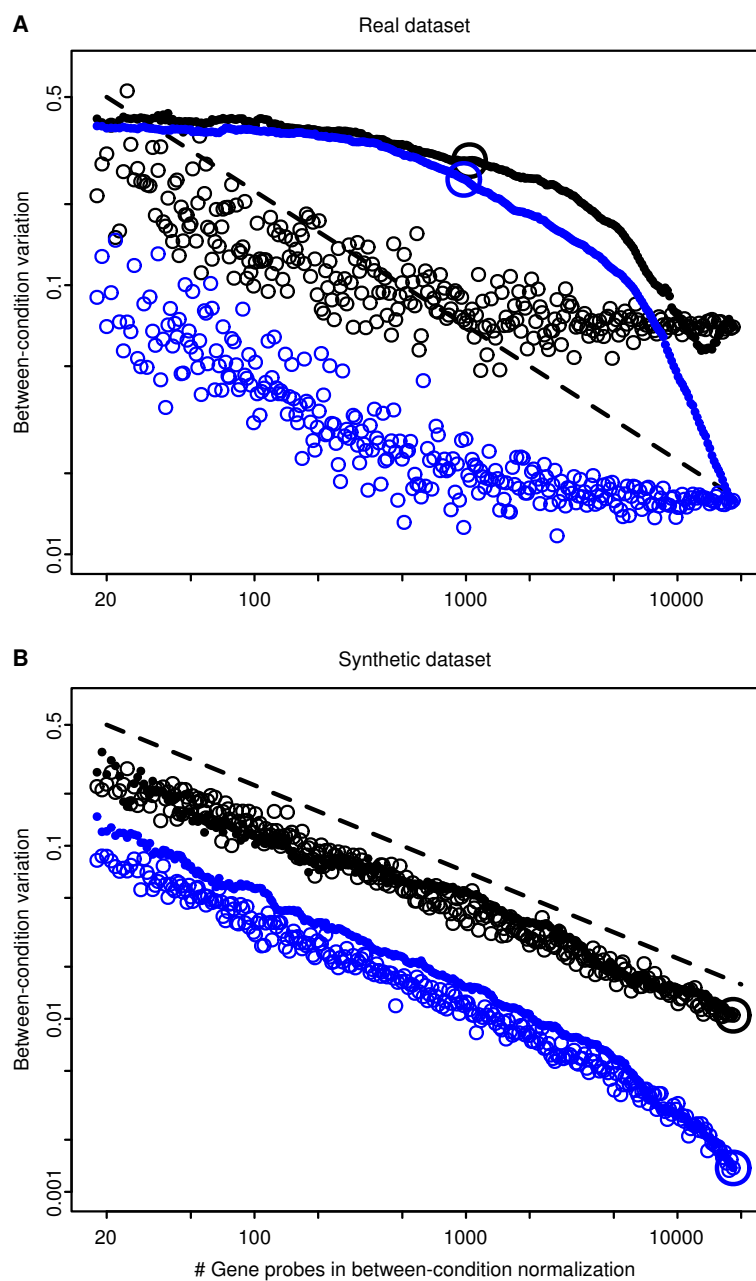 A
Real dataset
Between-condition variation
0.5
0.1
0.01
20 100 1000 10000
B
Synthetic dataset
Between-condition variation
0.5
0.1
0.01
0.001
20 100 1000 10000
# Gene probes in between-condition normalization